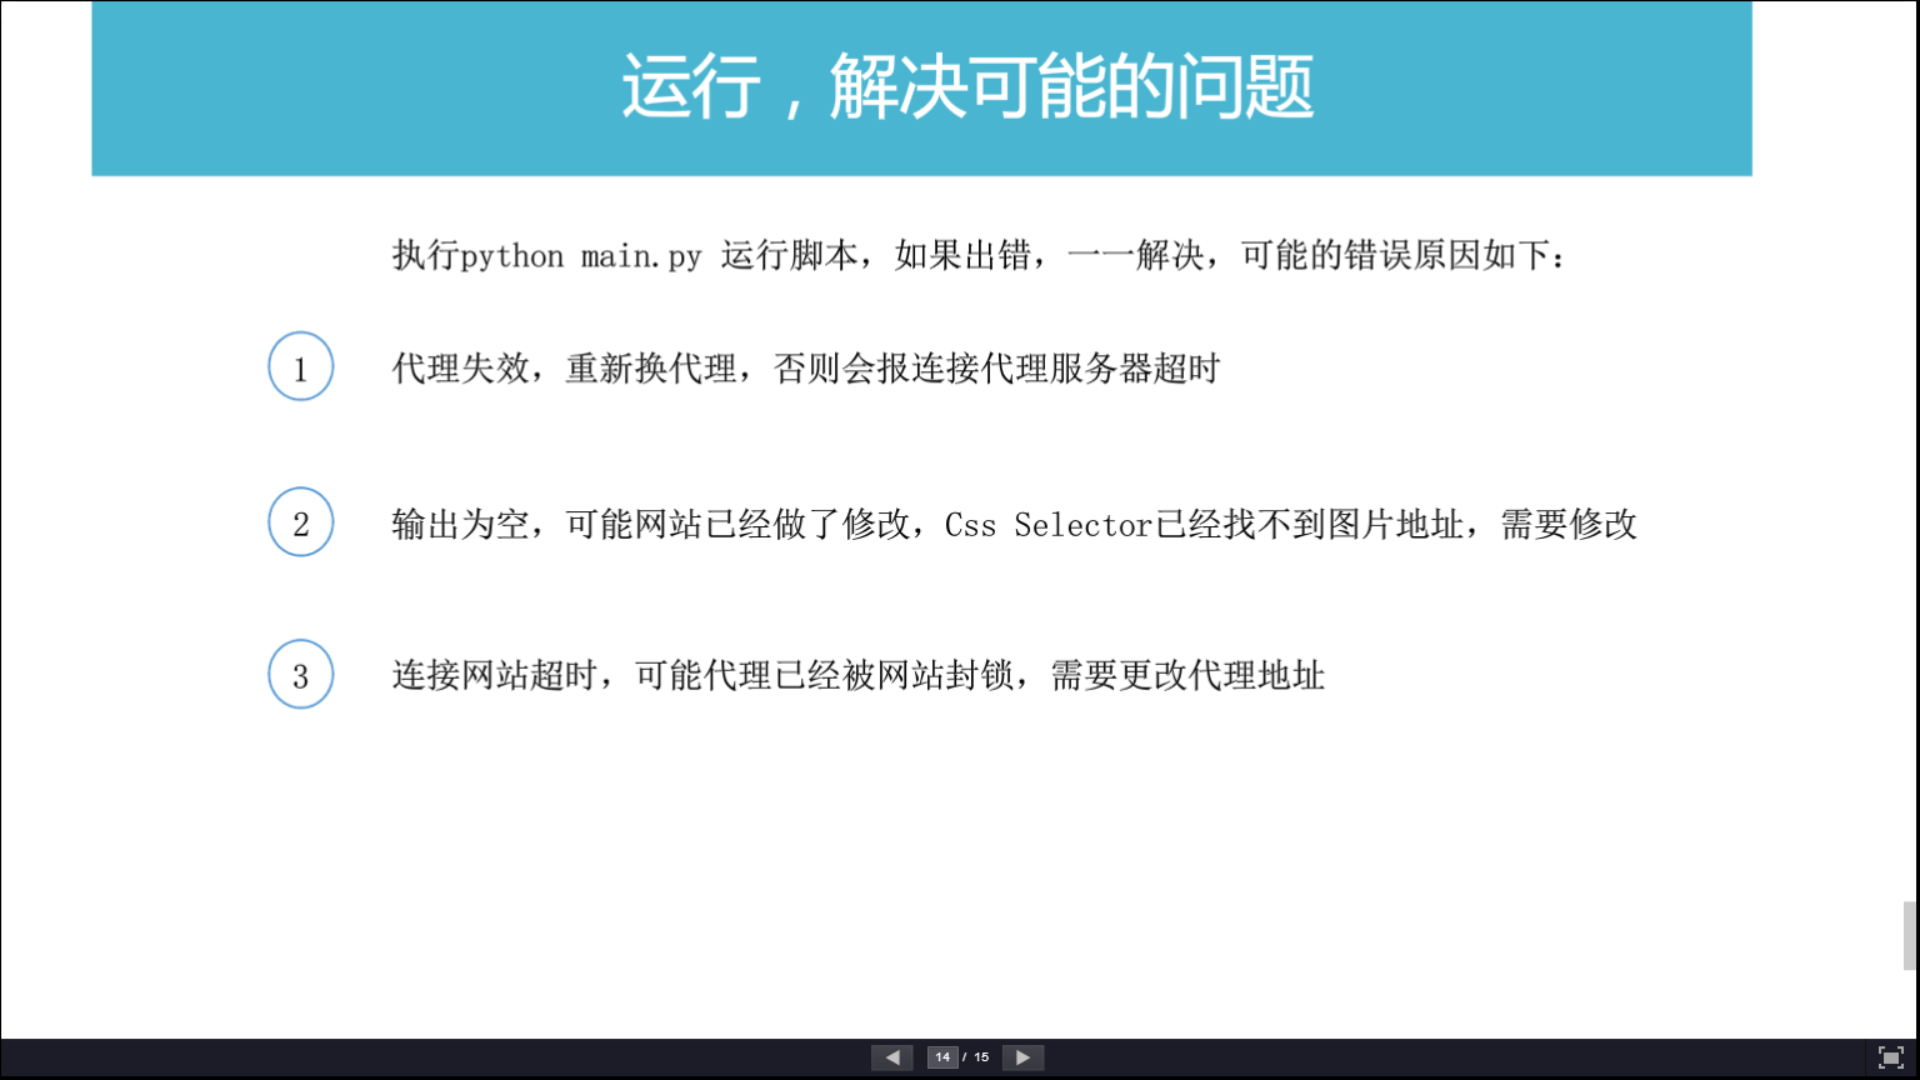 运行，解决可能的问题
执行python main.py 运行脚本，如果出错，一一解决，可能的错误原因如下：
1 代理失效，重新换代理，否则会报连接代理服务器超时
2 输出为空，可能网站已经做了修改，Css Selector已经找不到图片地址，需要修改
3 连接网站超时，可能代理已经被网站封锁，需要更改代理地址
14 / 15